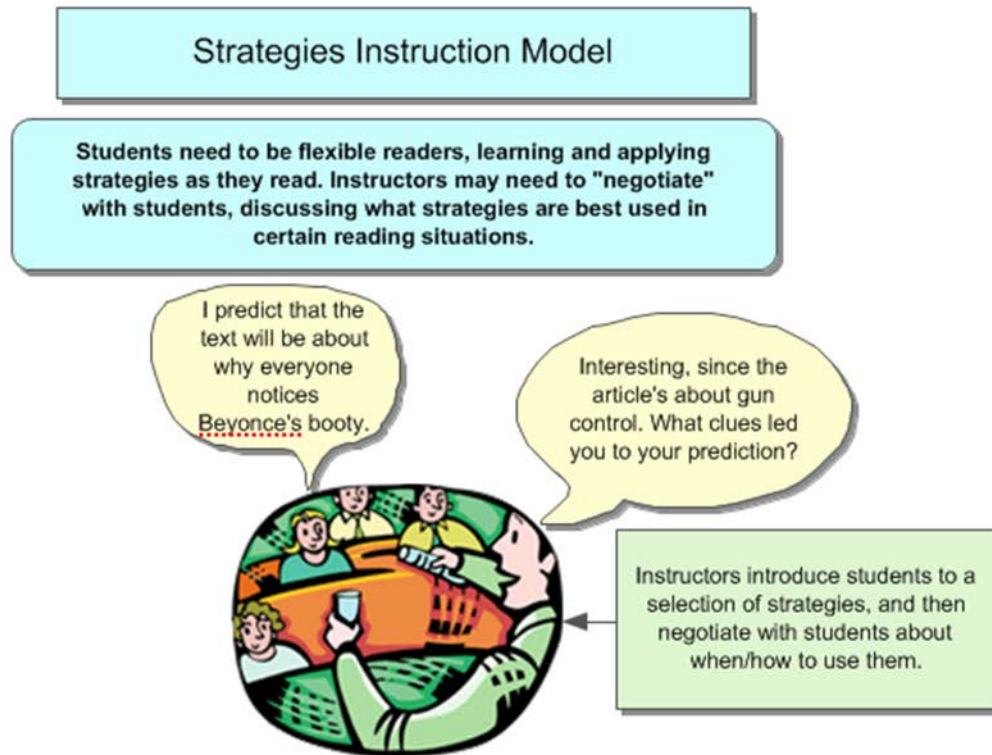 Strategies Instruction Model
Students need to be flexible readers, learning and applying
strategies as they read. Instructors may need to "negotiate"
with students, discussing what strategies are best used in
certain reading situations.
I predict that the
text will be about
why everyone
notices
Beyonce's booty.
Interesting, since the
article's about gun
control. What clues led
you to your prediction?
Instructors introduce students to a
selection of strategies, and then
negotiate with students about
when/how to use them.